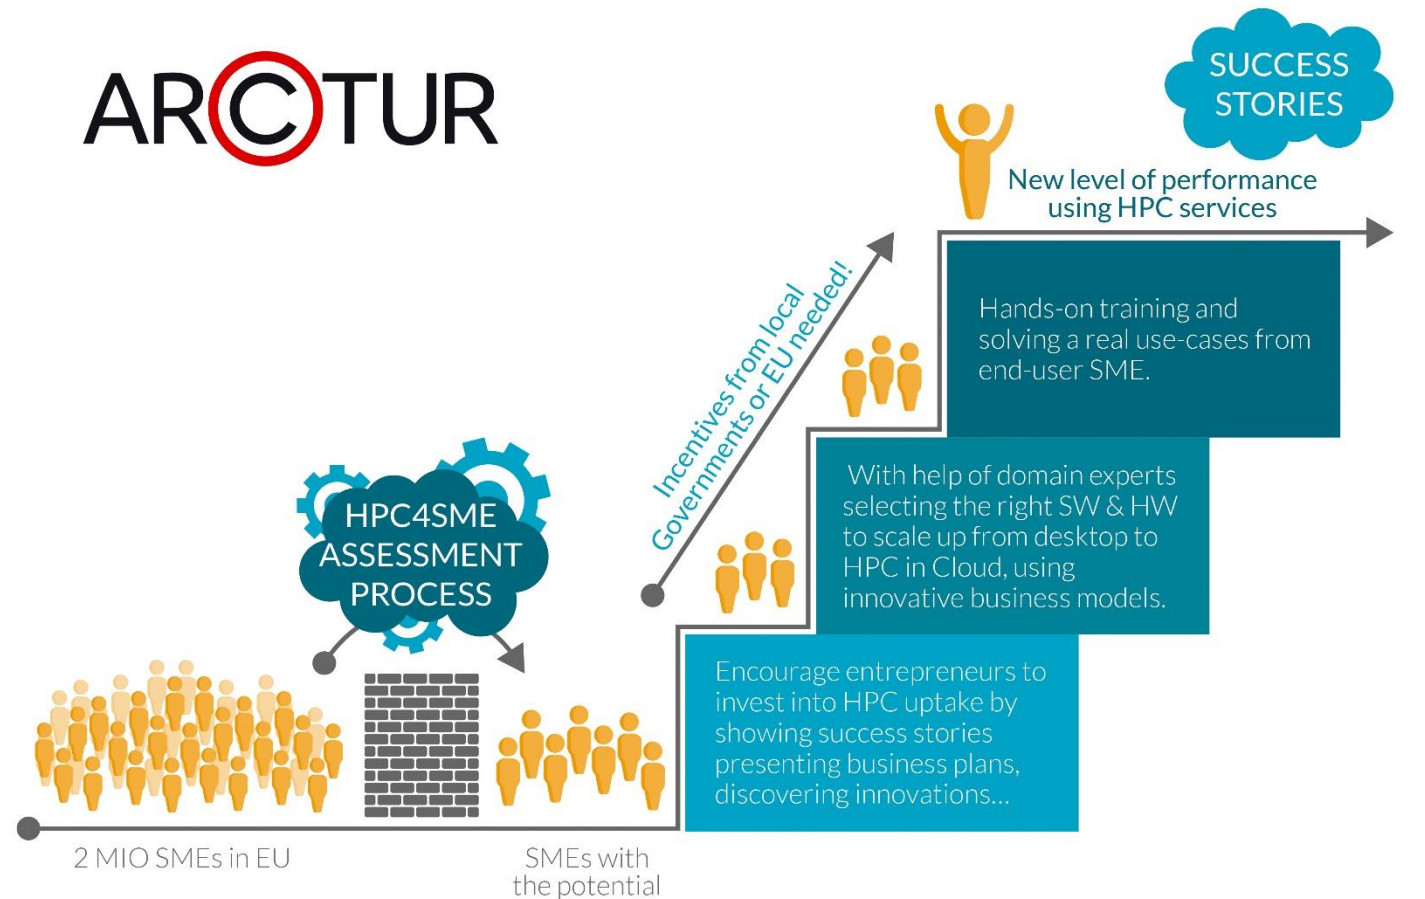 ARCTUR
SUCCESS
STORIES
New level of performance
using HPC services
Incentives from local
Governments or EU needed!
Hands-on training and
solving a real use-cases from
end-user SME.
With help of domain experts
selecting the right SW & HW
to scale up from desktop to
HPC in Cloud, using
innovative business models.
HPC4SME
ASSESSMENT
PROCESS
Encourage entrepreneurs to
invest into HPC uptake by
showing success stories
presenting business plans,
discovering innovations...
2 MIO SMEs in EU
SMEs with
the potential